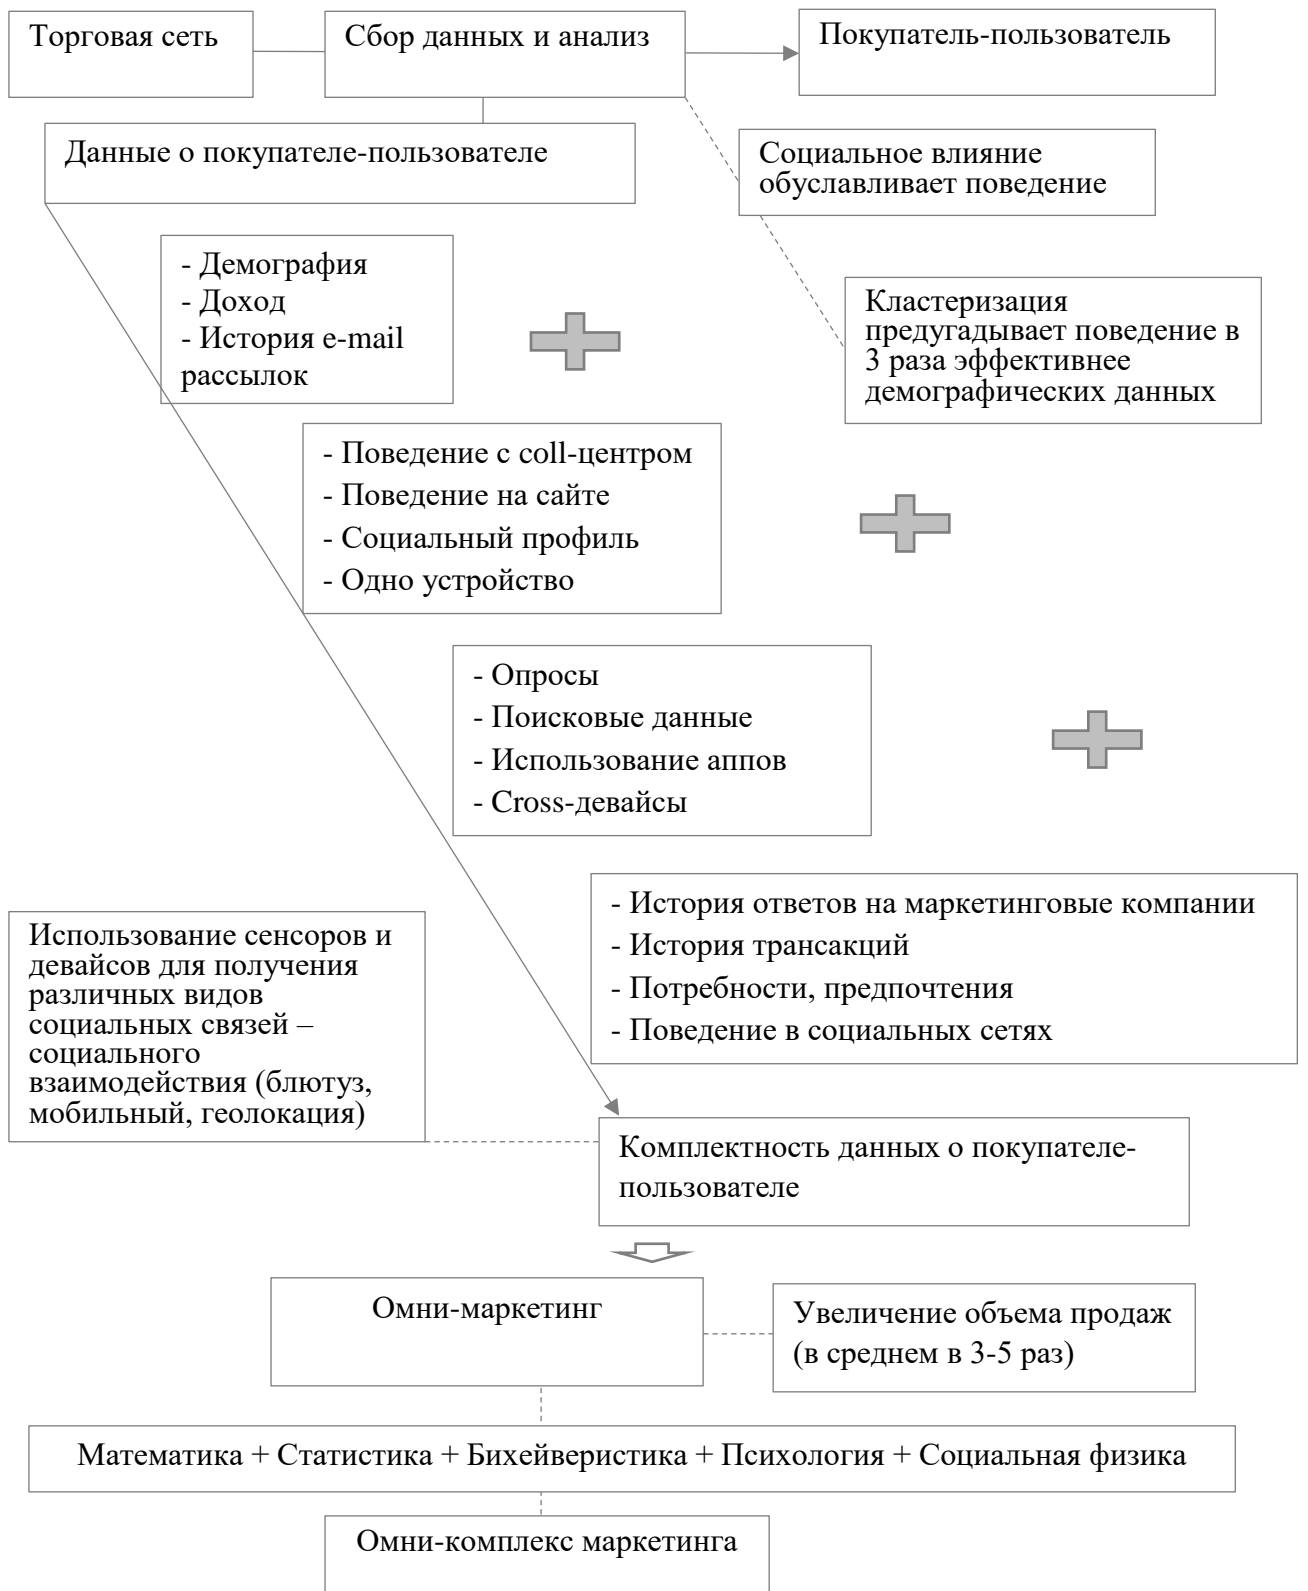 Торговая сеть
Сбор данных и анализ
Покупатель-пользователь
Данные о покупателе-пользователе
Социальное влияние
обуславливает поведение
- Демография
- Доход
- История e-mail
рассылок
Кластеризация
предугадывает поведение в
3 раза эффективнее
демографических данных
- Поведение с coll-центром
- Поведение на сайте
- Социальный профиль
- Одно устройство
- Опросы
- Поисковые данные
- Использование аппов
- Cross-девайсы
- История ответов на маркетинговые компании
- История трансакций
- Потребности, предпочтения
- Поведение в социальных сетях
Использование сенсоров и
девайсов для получения
различных видов
социальных связей –
социального
взаимодействия (блютуз,
мобильный, геолокация)
Комплектность данных о покупателе-
пользователе
Омни-маркетинг
Увеличение объема продаж
(в среднем в 3-5 раз)
Математика + Статистика + Бихейверистика + Психология + Социальная физика
Омни-комплекс маркетинга